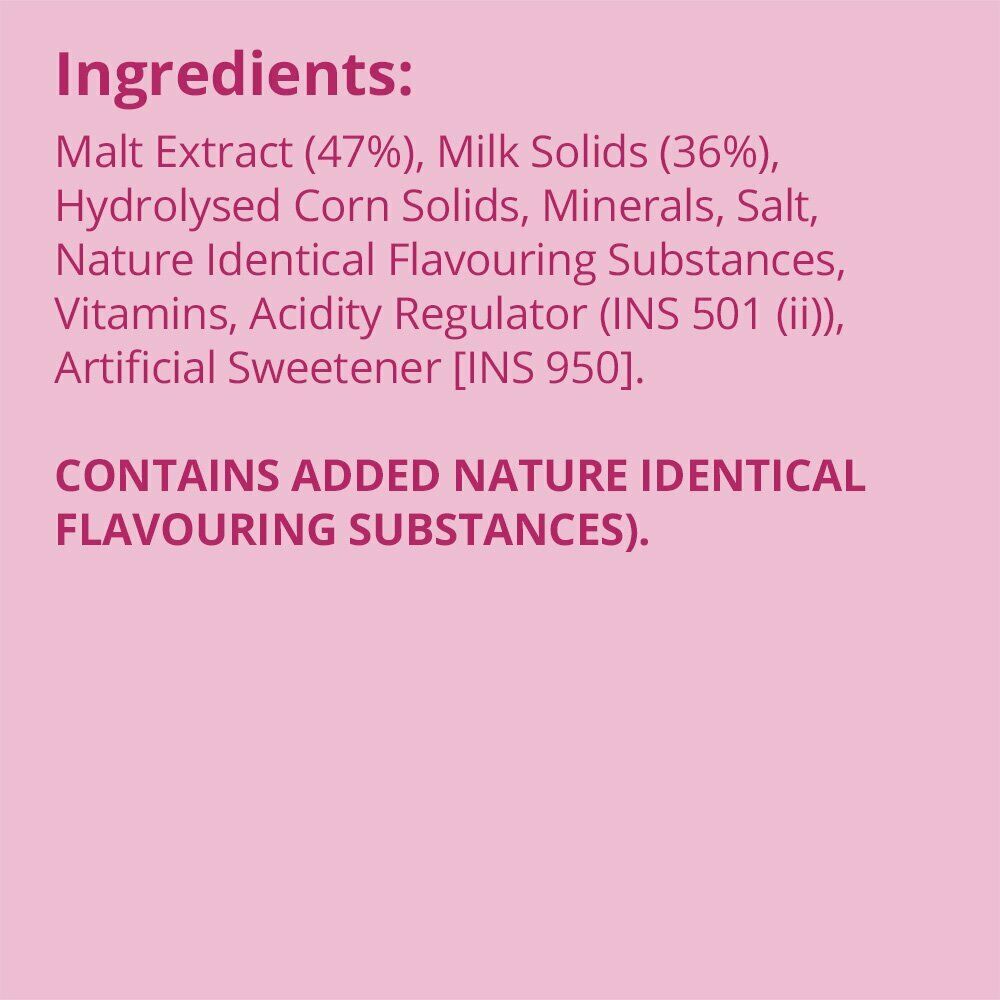 Ingredients:
Malt Extract (47%), Milk Solids (36%),
Hydrolysed Corn Solids, Minerals, Salt,
Nature Identical Flavouring Substances,
Vitamins, Acidity Regulator (INS 501 (ii)),
Artificial Sweetener [INS 950].
CONTAINS ADDED NATURE IDENTICAL
FLAVOURING SUBSTANCES).